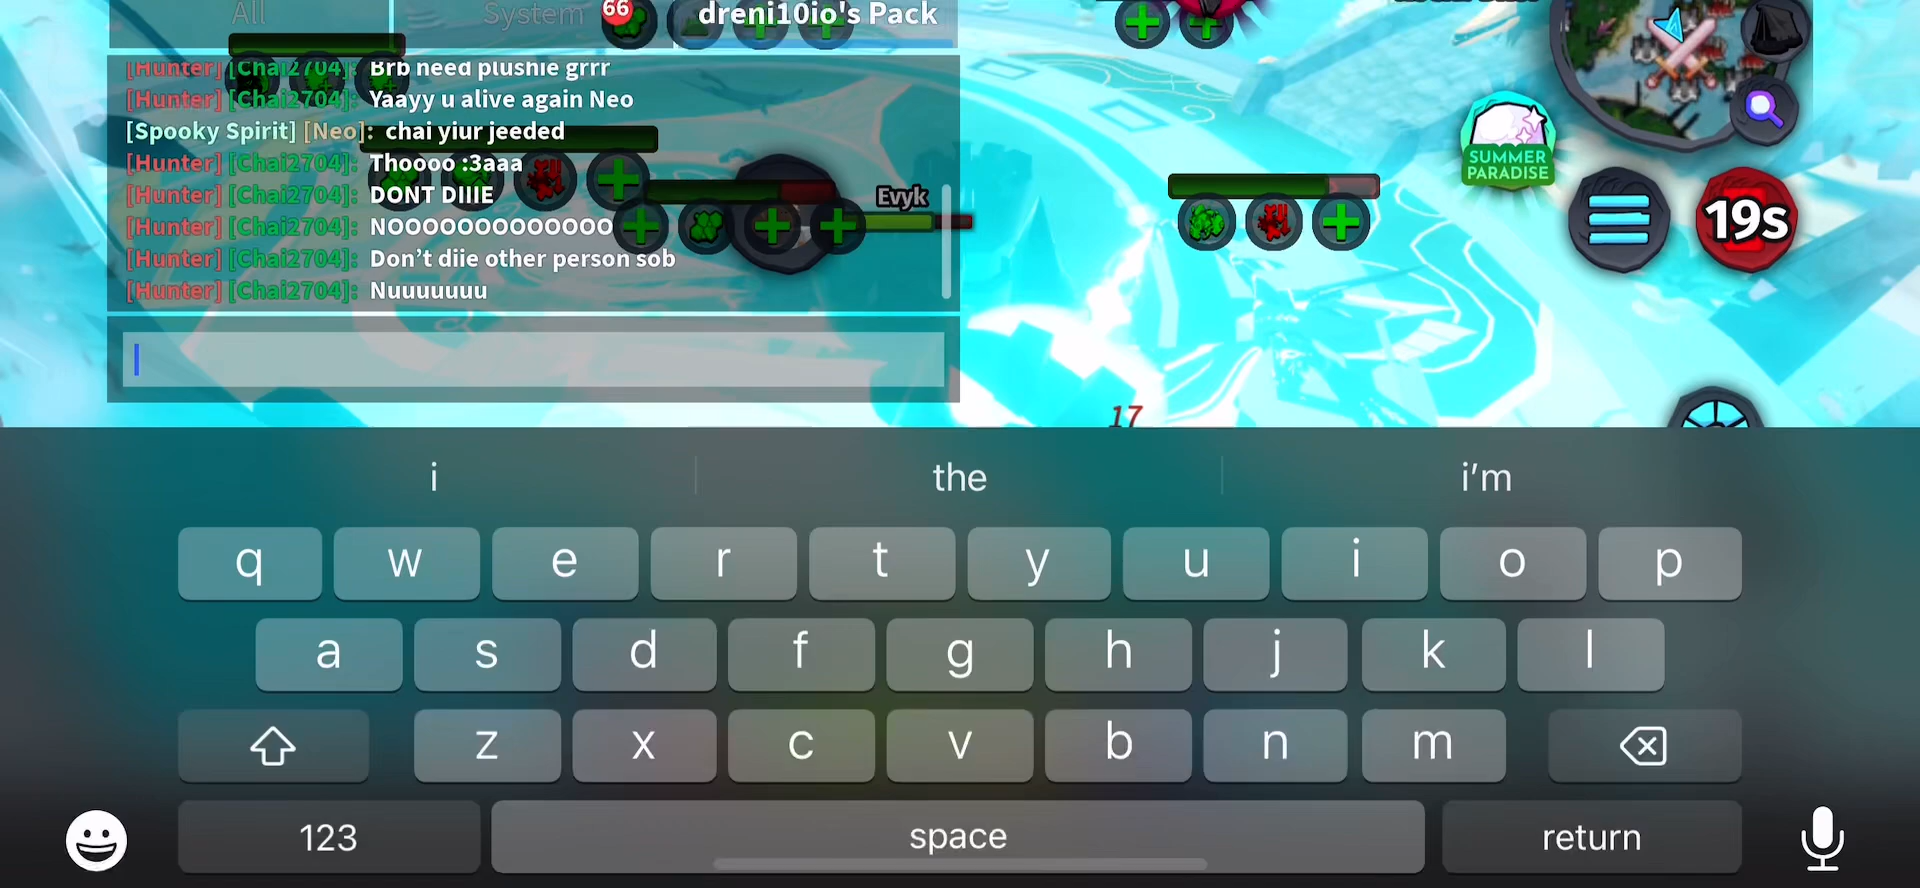 All
System
66
dreni10io's Pack
[Hunter] [Chai2704]: Brb need plushie grrr
[Hunter] [Chai2704]: Yaayy u alive again Neo
[Spooky Spirit] [Neo]: chai yiur jeeded
[Hunter] [Chai2704]: Thoooo :3aaa
[Hunter] [Chai2704]: DONT DIIIE
[Hunter] [Chai2704]: NOOOOOOOOOOOOO
[Hunter] [Chai2704]: Don't diie other person sob
[Hunter] [Chai2704]: Nuuuuuuu
Evyk
SUMMER
PARADISE
19s
17
i the i'm
q w e r t y u i o p
a s d f g h j k l
z x c v b n m
123 space return